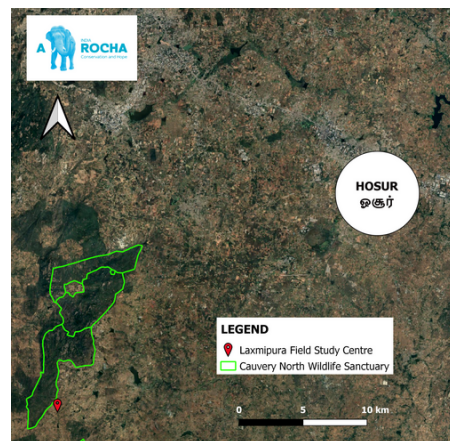 INDIA
A ROCHA
Conservation and Hope
HOSUR
ஓசூர்
LEGEND
Laxmipura Field Study Centre
Cauvery North Wildlife Sanctuary
0 5 10 km